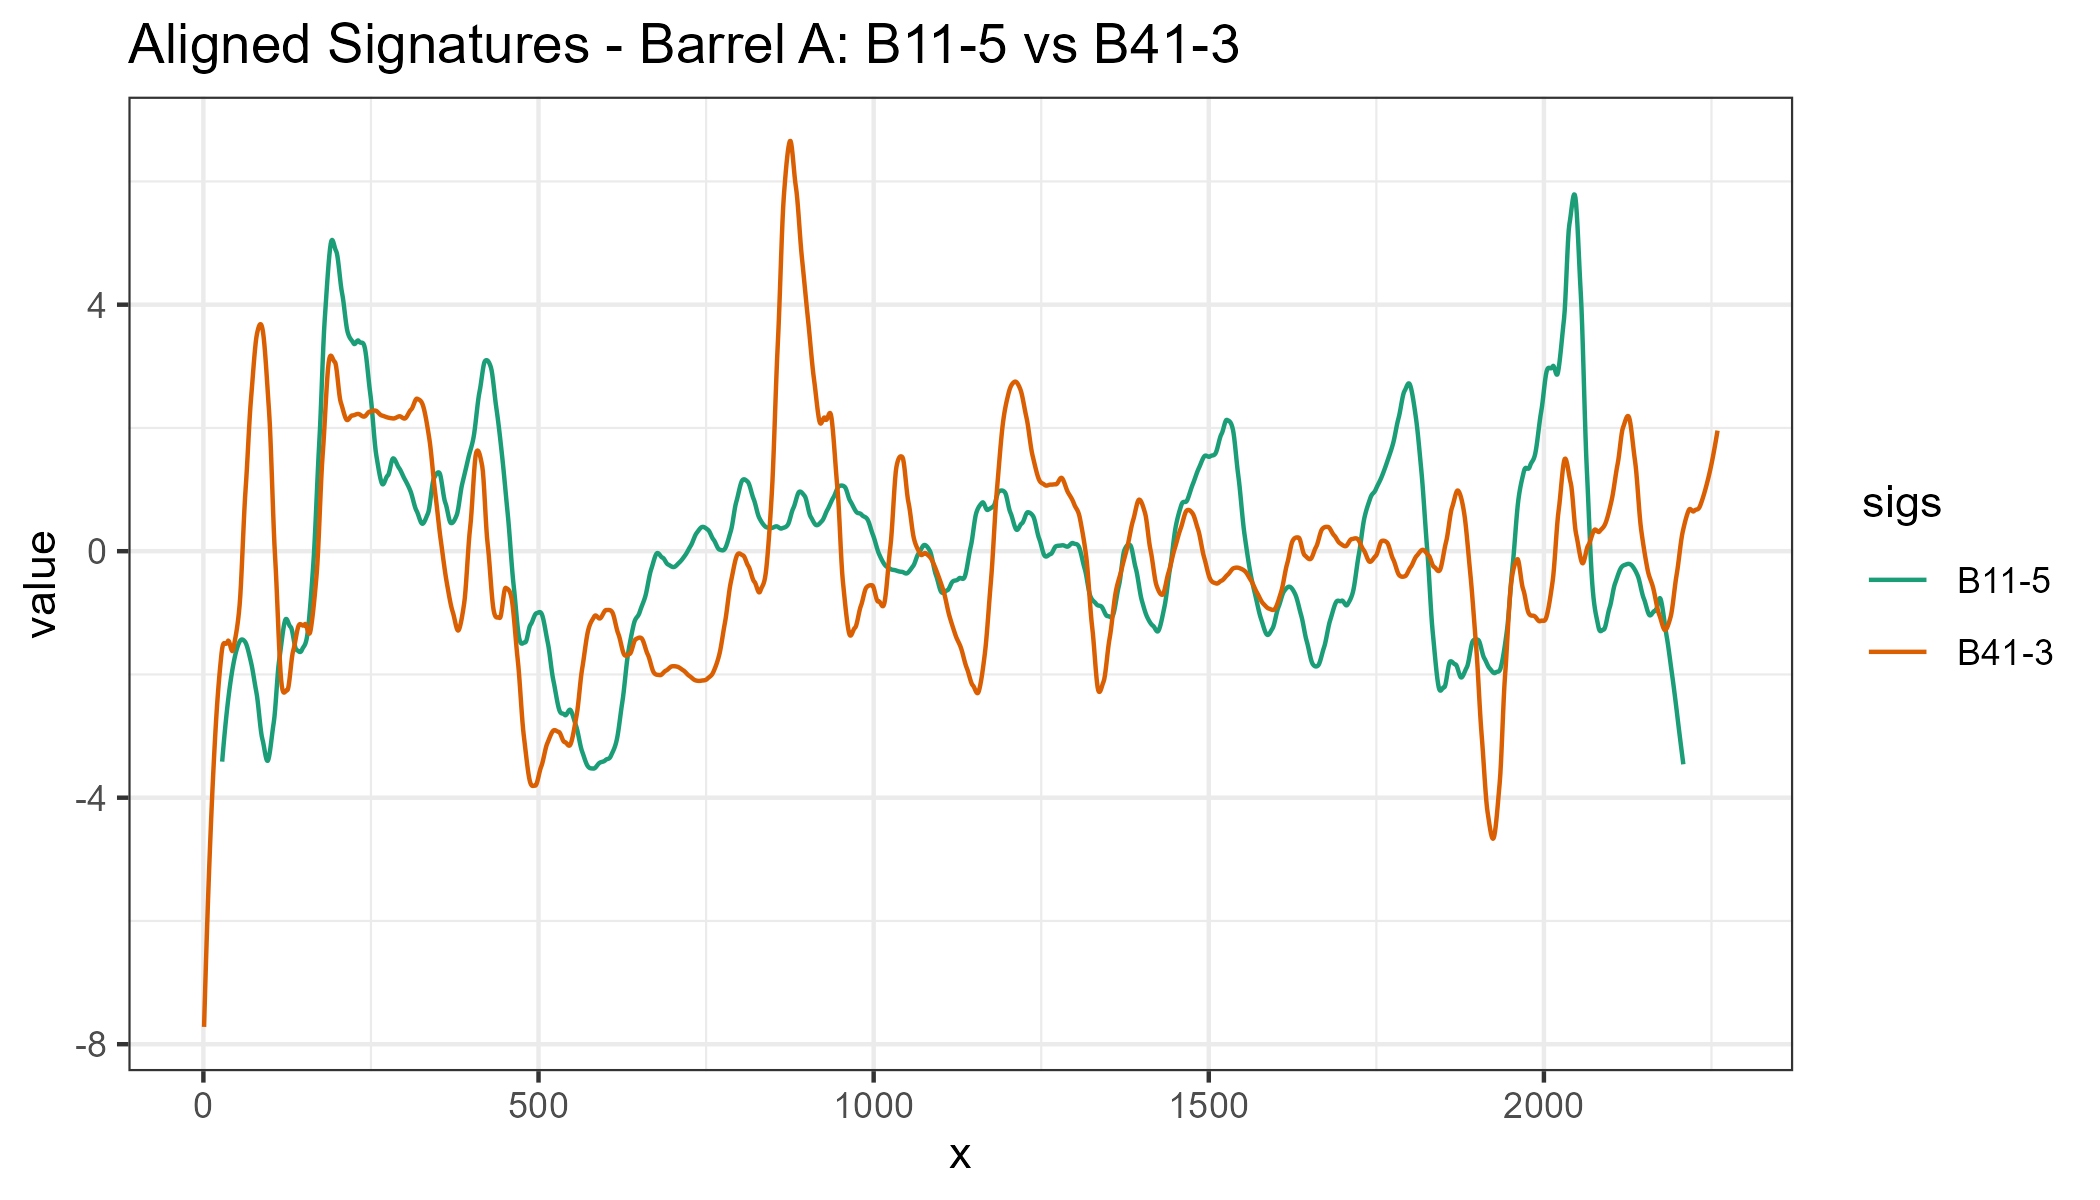 Aligned Signatures - Barrel A: B11-5 vs B41-3
value
4
0
-4
-8
0 500 1000 1500 2000
x
sigs
B11-5
B41-3